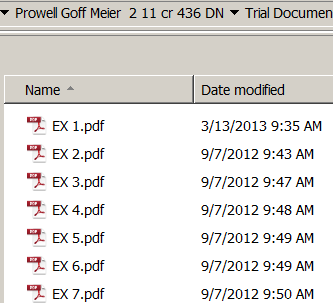 Prowell Goff Meier 2 11 cr 436 DN Trial Documen
Name Date modified
EX 1.pdf 3/13/2013 9:35 AM
EX 2.pdf 9/7/2012 9:43 AM
EX 3.pdf 9/7/2012 9:47 AM
EX 4.pdf 9/7/2012 9:48 AM
EX 5.pdf 9/7/2012 9:49 AM
EX 6.pdf 9/7/2012 9:49 AM
EX 7.pdf 9/7/2012 9:50 AM